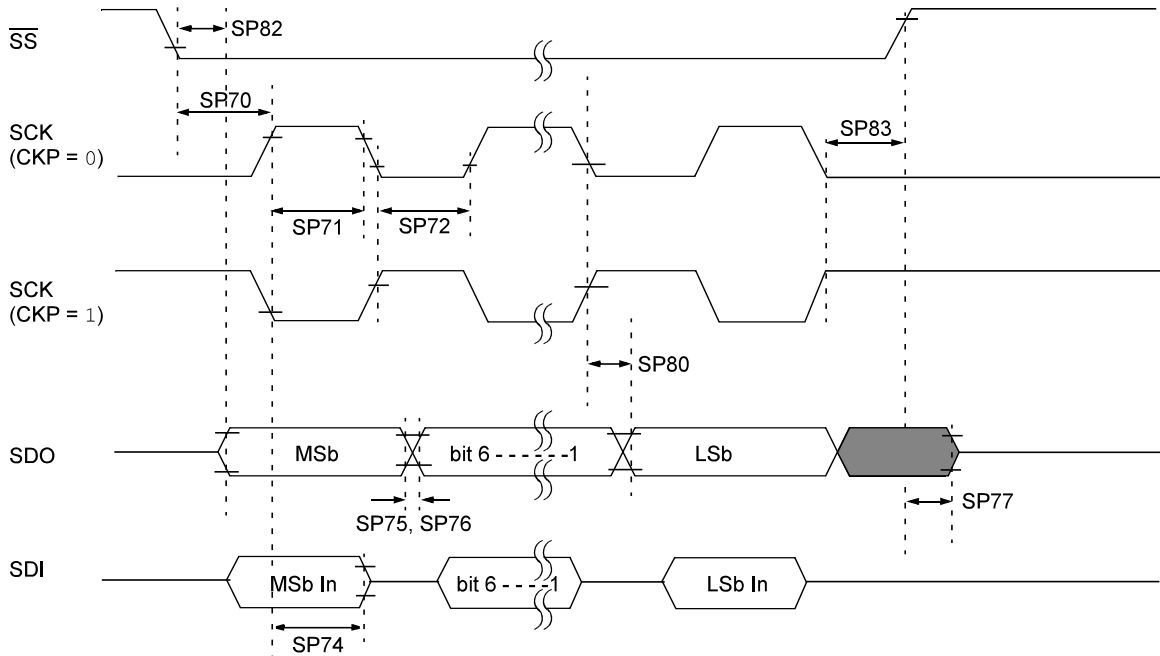 SS
SP82
SP70
SCK
(CKP = 0)
SP83
SP71
SP72
SCK
(CKP = 1)
SP80
SDO
MSb
bit 6 - - - - - -1
LSb
SP77
SP75, SP76
SDI
MSb In
bit 6 - - - - -1
LSb In
SP74